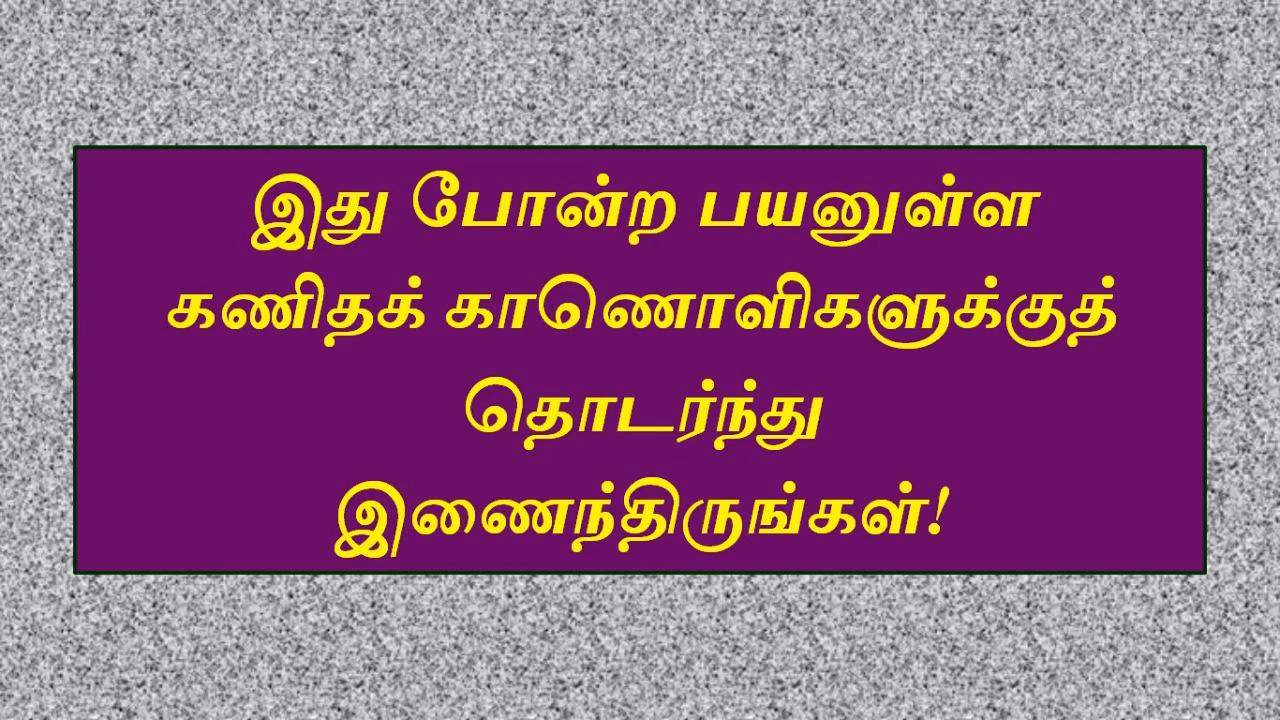 இது போன்ற பயனுள்ள
கணிதக் காணொளிகளுக்குத்
தொடர்ந்து
இணைந்திருங்கள்!